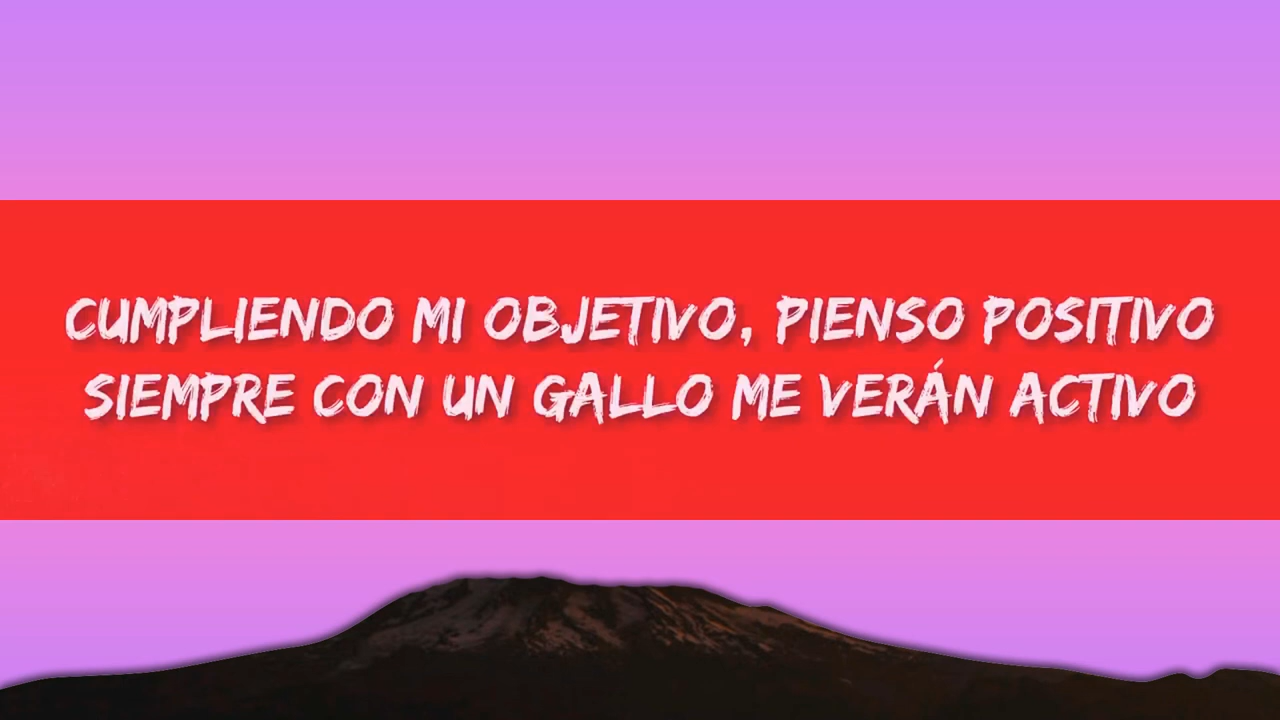 CUMPLIENDO MI OBJETIVO, PIENSO POSITIVO
SIEMPRE CON UN GALLO ME VERÁN ACTIVO